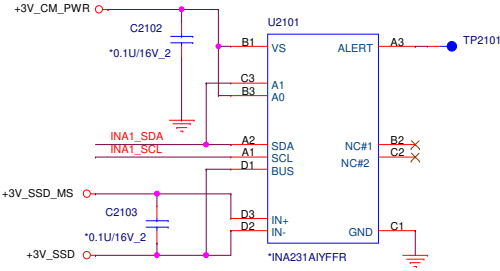 +3V_CM_PWR
U2101
C2102
*0.1U/16V_2
B1 VS ALERT A3 TP2101
C3 A1
B3 A0
INA1_SDA A2 SDA NC#1 B2
INA1_SCL A1 SCL NC#2 C2
D1 BUS
+3V_SSD_MS
C2103
*0.1U/16V_2
D3 IN+
D2 IN- GND C1
+3V_SSD
*INA231AIYFFR